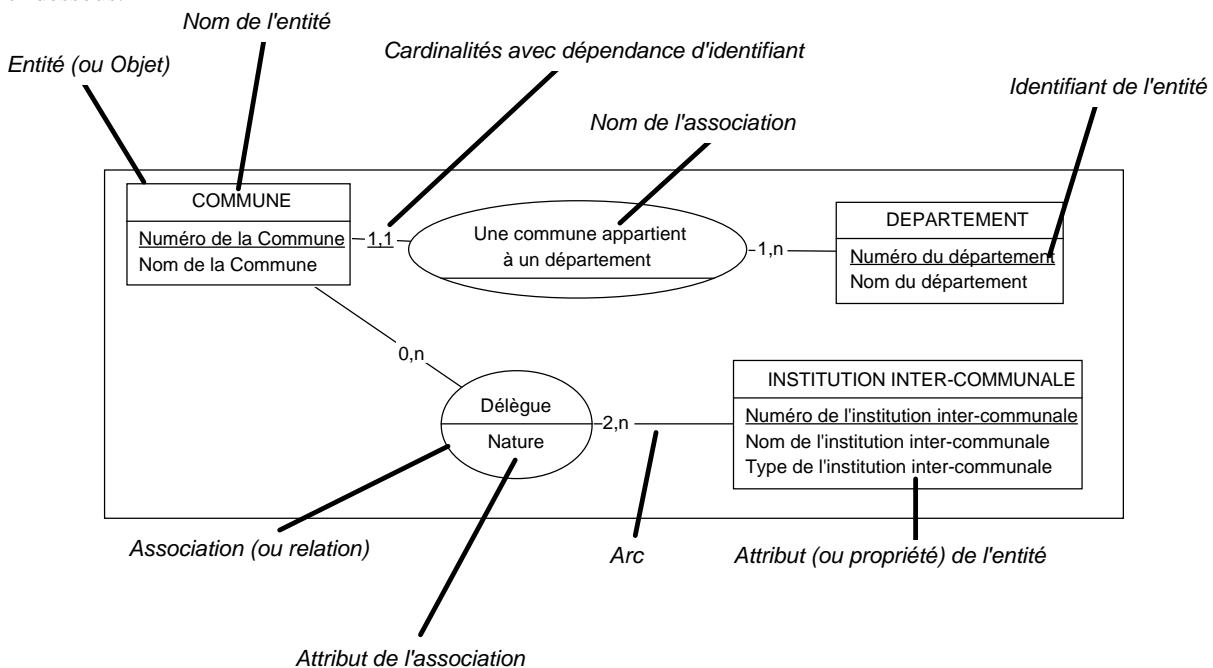 Nom de l'entité
Cardinalités avec dépendance d'identifiant
Entité (ou Objet)
Identifiant de l'entité
Nom de l'association
COMMUNE
Numéro de la Commune
Nom de la Commune
1,1
Une commune appartient
à un département
1,n
DEPARTEMENT
Numéro du département
Nom du département
0,n
Délègue
Nature
2,n
INSTITUTION INTER-COMMUNALE
Numéro de l'institution inter-communale
Nom de l'institution inter-communale
Type de l'institution inter-communale
Association (ou relation)
Arc
Attribut (ou propriété) de l'entité
Attribut de l'association